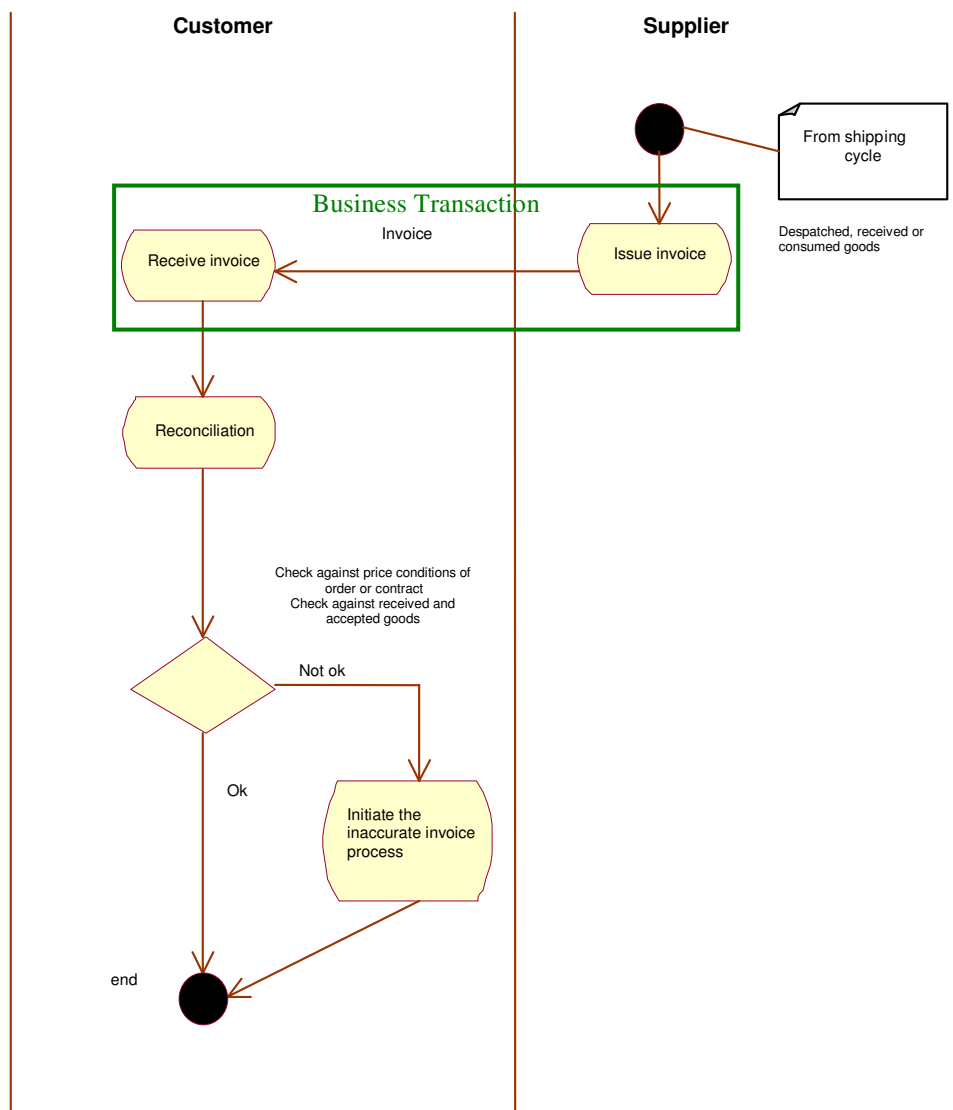 Customer
Supplier
From shipping
cycle
Business Transaction
Invoice
Issue invoice
Despatched, received or
consumed goods
Receive invoice
Reconciliation
Check against price conditions of
order or contract
Check against received and
accepted goods
Not ok
Ok
Initiate the
inaccurate invoice
process
end